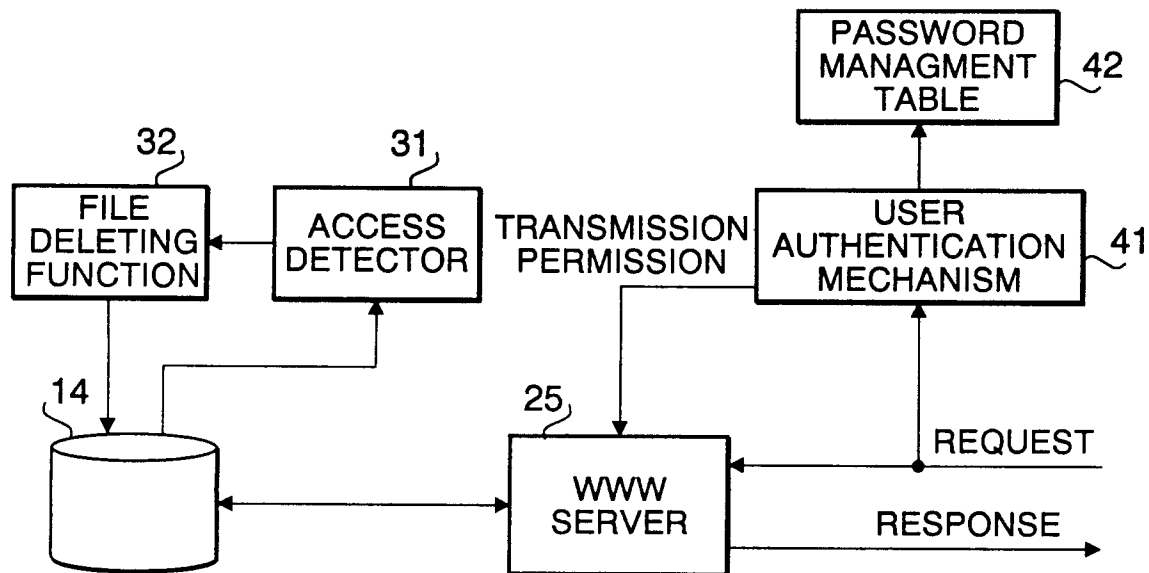 PASSWORD
MANAGMENT
TABLE
42
32
31
FILE
DELETING
FUNCTION
ACCESS
DETECTOR
TRANSMISSION
PERMISSION
USER
AUTHENTICATION
MECHANISM
41
14
25
REQUEST
WWW
SERVER
RESPONSE